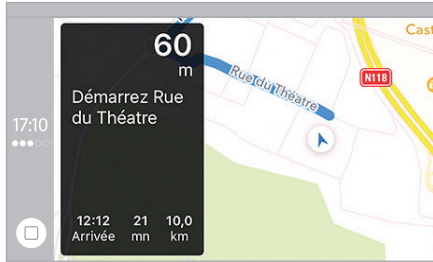 60
m
Démarrez Rue
du Théatre
17:10
12:12 21 10,0
Arrivée mn km
Rue du Théatre
N118
Cast